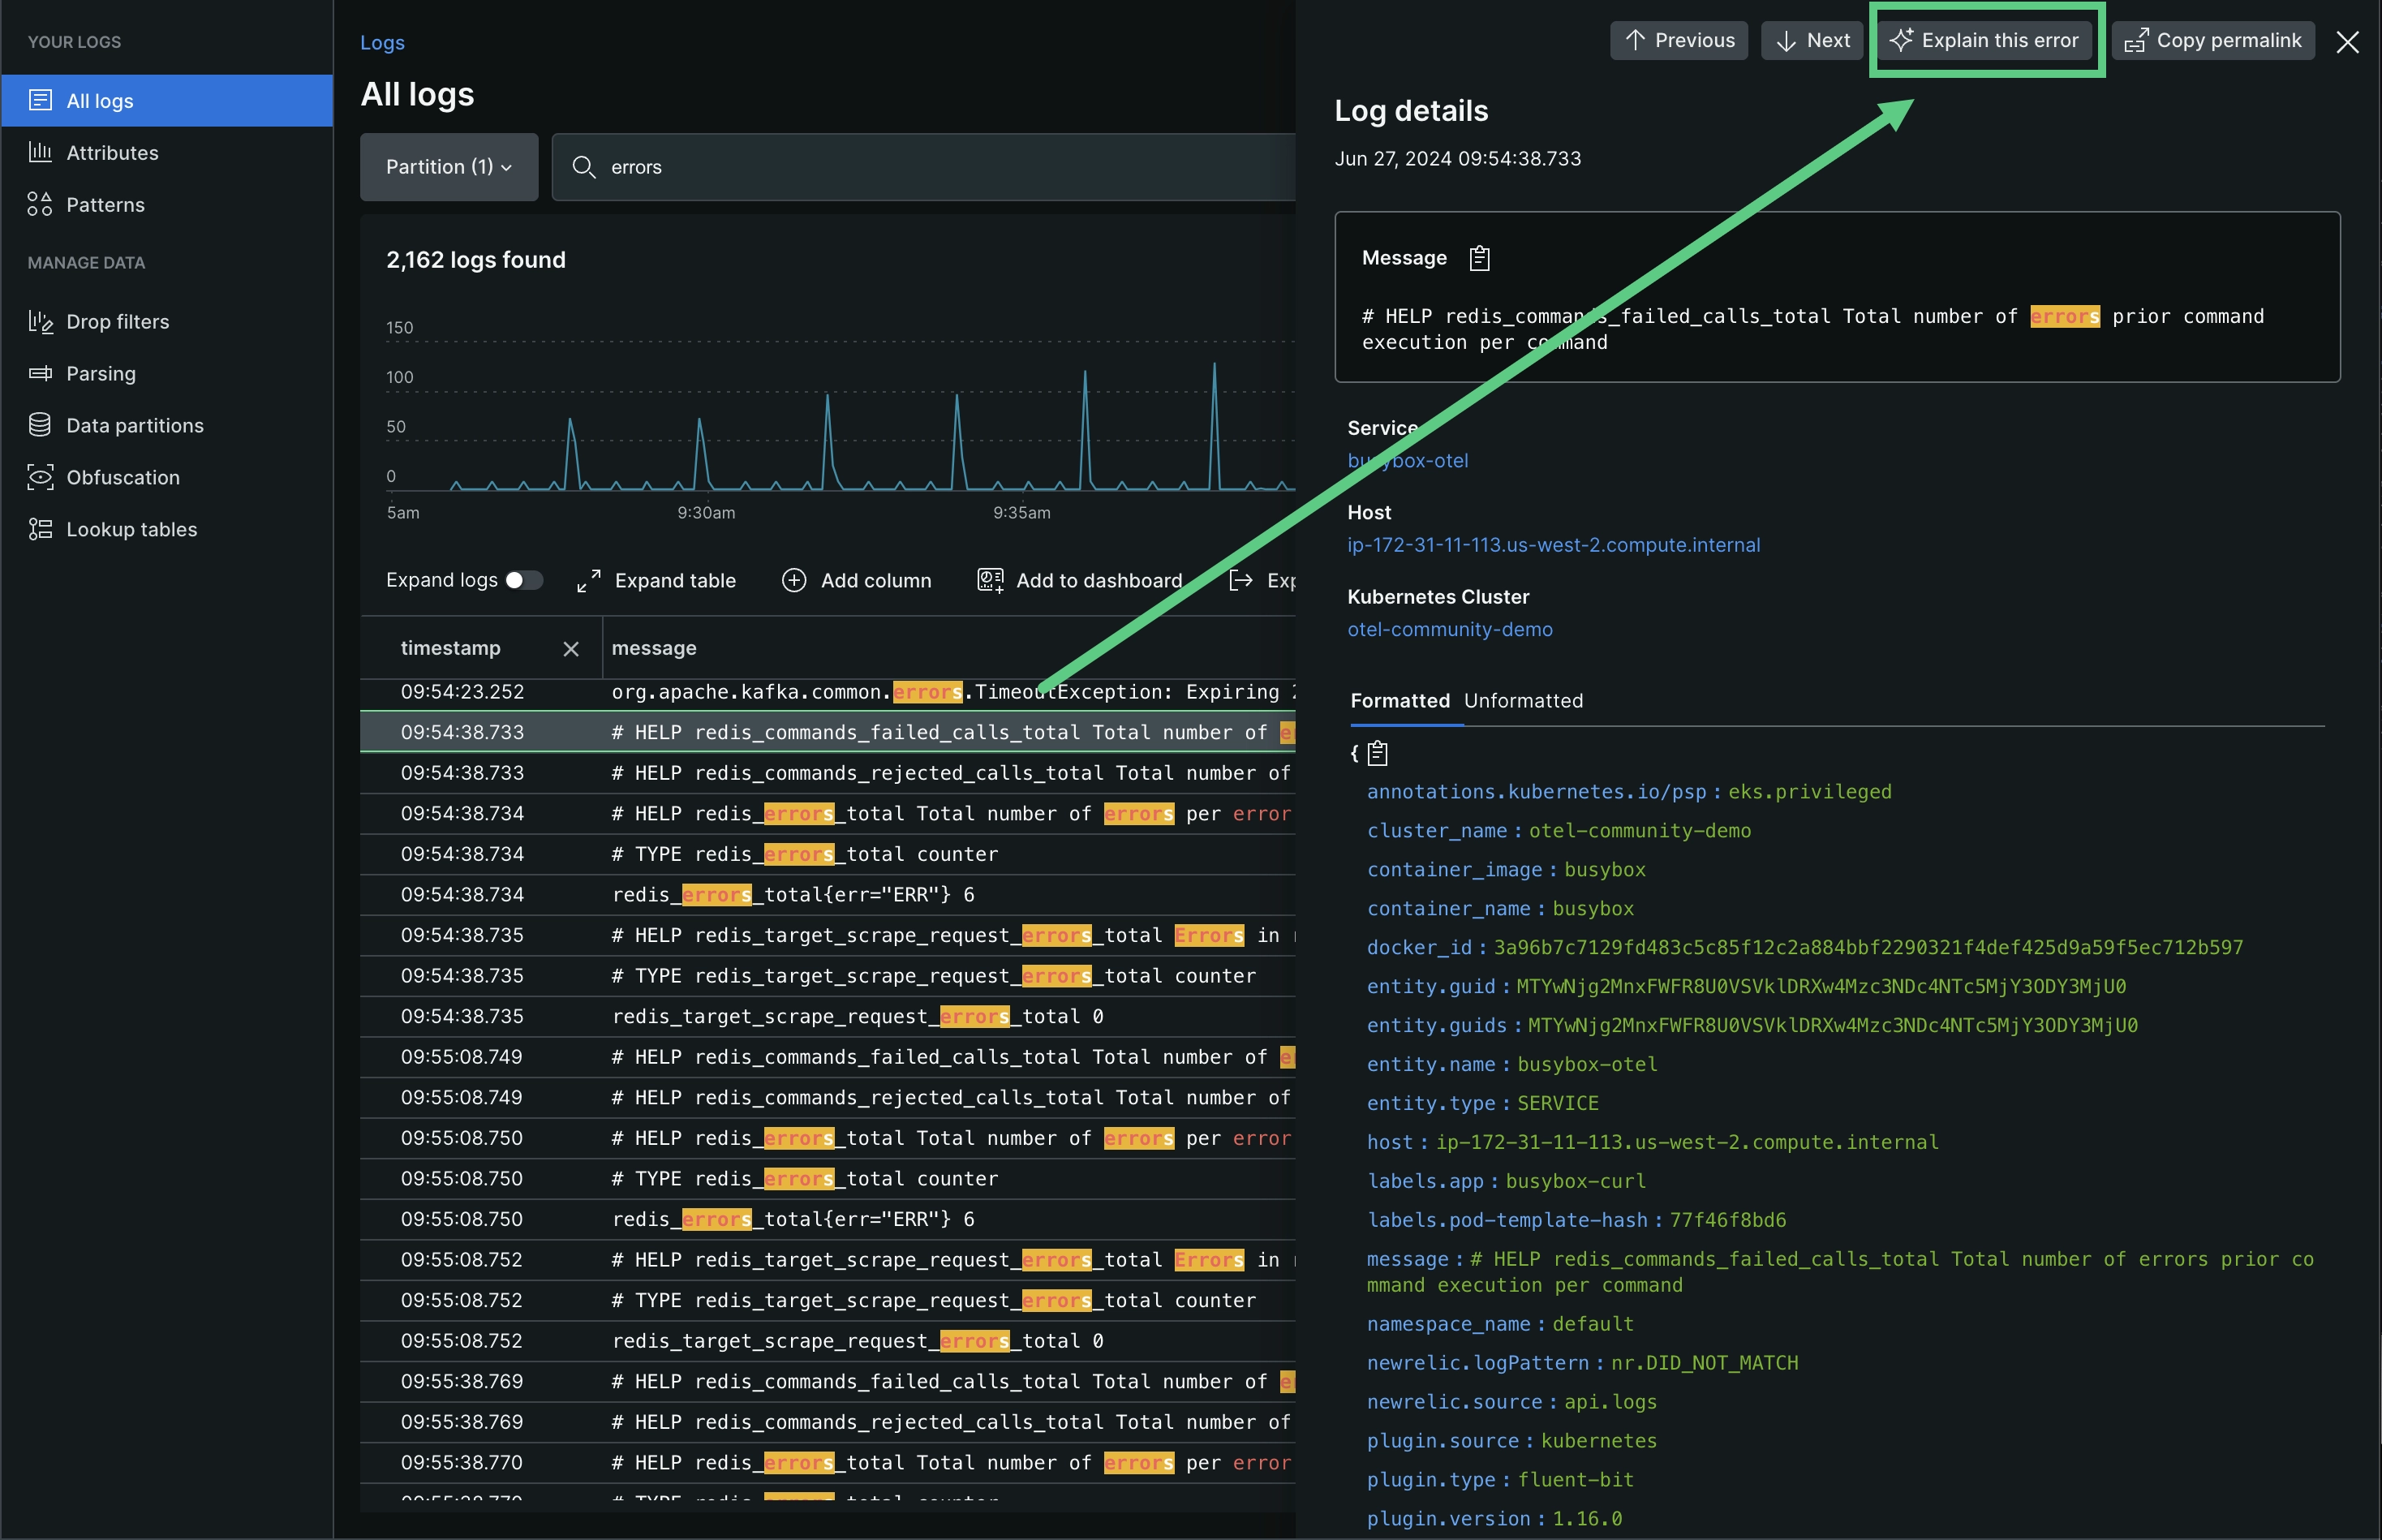 YOUR LOGS
All logs
Attributes
Patterns
MANAGE DATA
Drop filters
Parsing
Data partitions
Obfuscation
Lookup tables
Logs
All logs
Partition (1)
errors
2,162 logs found
150
100
50
0
5am
9:30am
9:35am
Expand logs
Expand table
Add column
Add to dashboard
Exp
timestamp
message
09:54:23.252 org.apache.kafka.common.errors.TimeoutException: Expiring 2
09:54:38.733 # HELP redis_commands_failed_calls_total Total number of e
09:54:38.733 # HELP redis_commands_rejected_calls_total Total number of
09:54:38.734 # HELP redis_errors_total Total number of errors per error
09:54:38.734 # TYPE redis_errors_total counter
09:54:38.734 redis_errors_total{err="ERR"} 6
09:54:38.735 # HELP redis_target_scrape_request_errors_total Errors in
09:54:38.735 # TYPE redis_target_scrape_request_errors_total counter
09:54:38.735 redis_target_scrape_request_errors_total 0
09:55:08.749 # HELP redis_commands_failed_calls_total Total number of e
09:55:08.749 # HELP redis_commands_rejected_calls_total Total number of
09:55:08.750 # HELP redis_errors_total Total number of errors per error
09:55:08.750 # TYPE redis_errors_total counter
09:55:08.750 redis_errors_total{err="ERR"} 6
09:55:08.752 # HELP redis_target_scrape_request_errors_total Errors in
09:55:08.752 # TYPE redis_target_scrape_request_errors_total counter
09:55:08.752 redis_target_scrape_request_errors_total 0
09:55:38.769 # HELP redis_commands_failed_calls_total Total number of e
09:55:38.769 # HELP redis_commands_rejected_calls_total Total number of
09:55:38.770 # HELP redis_errors_total Total number of errors per error
Previous
Next
Explain this error
Copy permalink
Log details
Jun 27, 2024 09:54:38.733
Message
# HELP redis_commands_failed_calls_total Total number of errors prior command
execution per command
Service
busybox-otel
Host
ip-172-31-11-113.us-west-2.compute.internal
Kubernetes Cluster
otel-community-demo
Formatted Unformatted
{
annotations.kubernetes.io/psp : eks.privileged
cluster_name : otel-community-demo
container_image : busybox
container_name : busybox
docker_id : 3a96b7c7129fd483c5c85f12c2a884bbf2290321f4def425d9a59f5ec712b597
entity.guid : MTYwNjg2MnxFWFR8U0VSVklDRXw4Mzc3NDc4NTc5MjY3ODY3MjU0
entity.guids : MTYwNjg2MnxFWFR8U0VSVklDRXw4Mzc3NDc4NTc5MjY3ODY3MjU0
entity.name : busybox-otel
entity.type : SERVICE
host : ip-172-31-11-113.us-west-2.compute.internal
labels.app : busybox-curl
labels.pod-template-hash : 77f46f8bd6
message : # HELP redis_commands_failed_calls_total Total number of errors prior co
mmand execution per command
namespace_name : default
newrelic.logPattern : nr.DID_NOT_MATCH
newrelic.source : api.logs
plugin.source : kubernetes
plugin.type : fluent-bit
plugin.version : 1.16.0